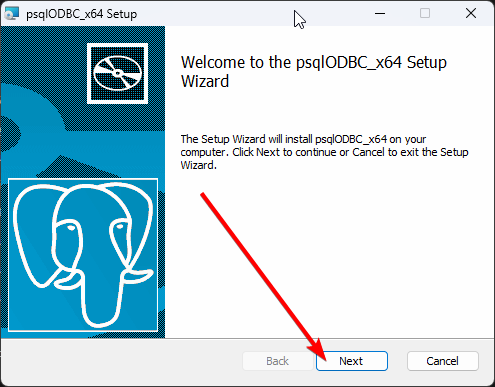 psqlODBC_x64 Setup
Welcome to the psqlODBC_x64 Setup
Wizard
The Setup Wizard will install psqlODBC_x64 on your
computer. Click Next to continue or Cancel to exit the Setup
Wizard.
Back Next Cancel